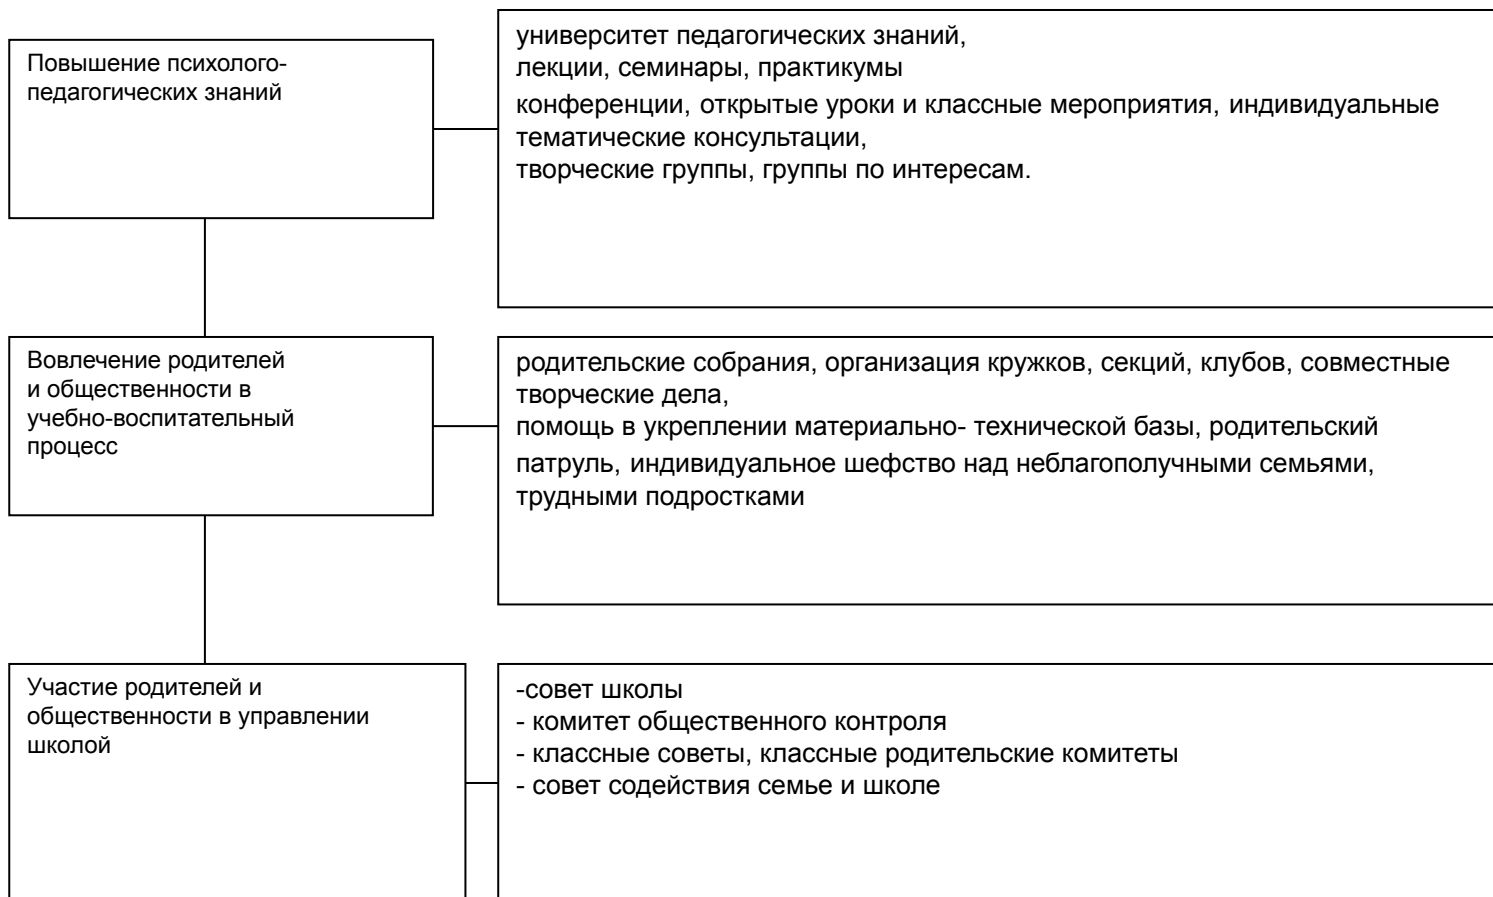 Повышение психолого-
педагогических знаний
университет педагогических знаний,
лекции, семинары, практикумы
конференции, открытые уроки и классные мероприятия, индивидуальные
тематические консультации,
творческие группы, группы по интересам.
Вовлечение родителей
и общественности в
учебно-воспитательный
процесс
родительские собрания, организация кружков, секций, клубов, совместные
творческие дела,
помощь в укреплении материально- технической базы, родительский
патруль, индивидуальное шефство над неблагополучными семьями,
трудными подростками
Участие родителей и
общественности в управлении
школой
-совет школы
- комитет общественного контроля
- классные советы, классные родительские комитеты
- совет содействия семье и школе